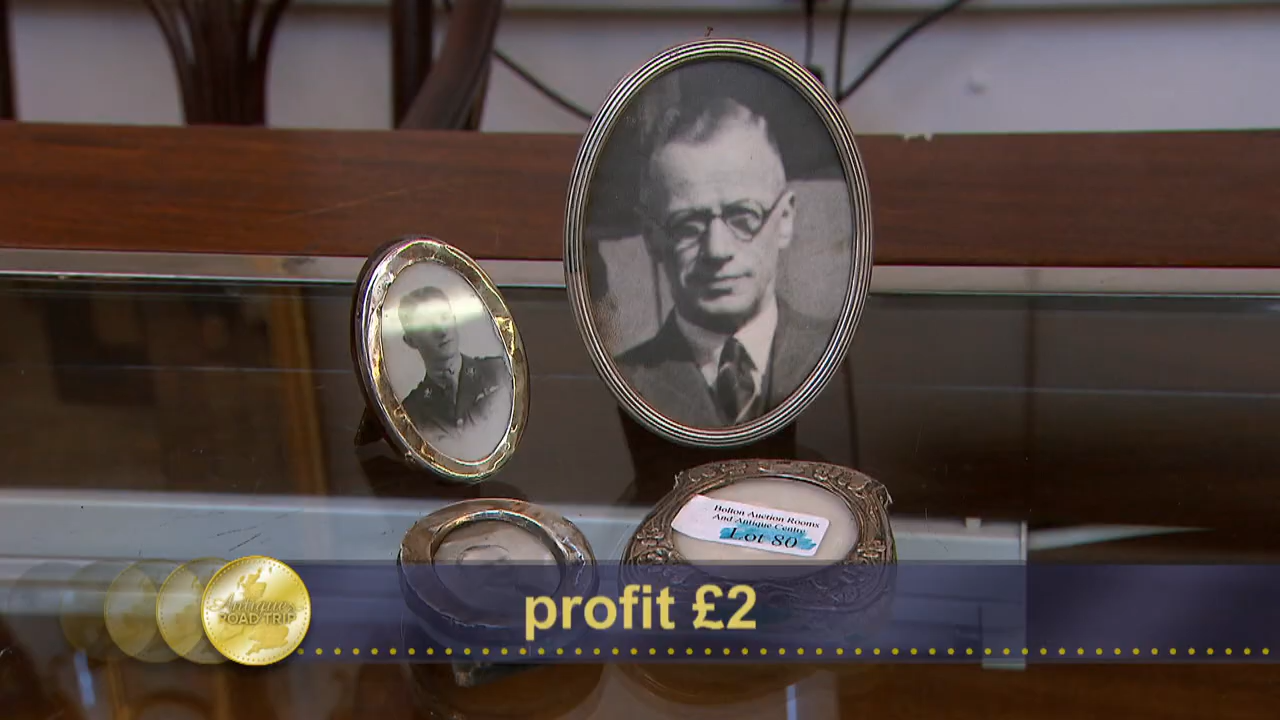 Bolton Auction Rooms
And Antique Centre
Lot 80
Antiques
ROAD TRIP
profit £2